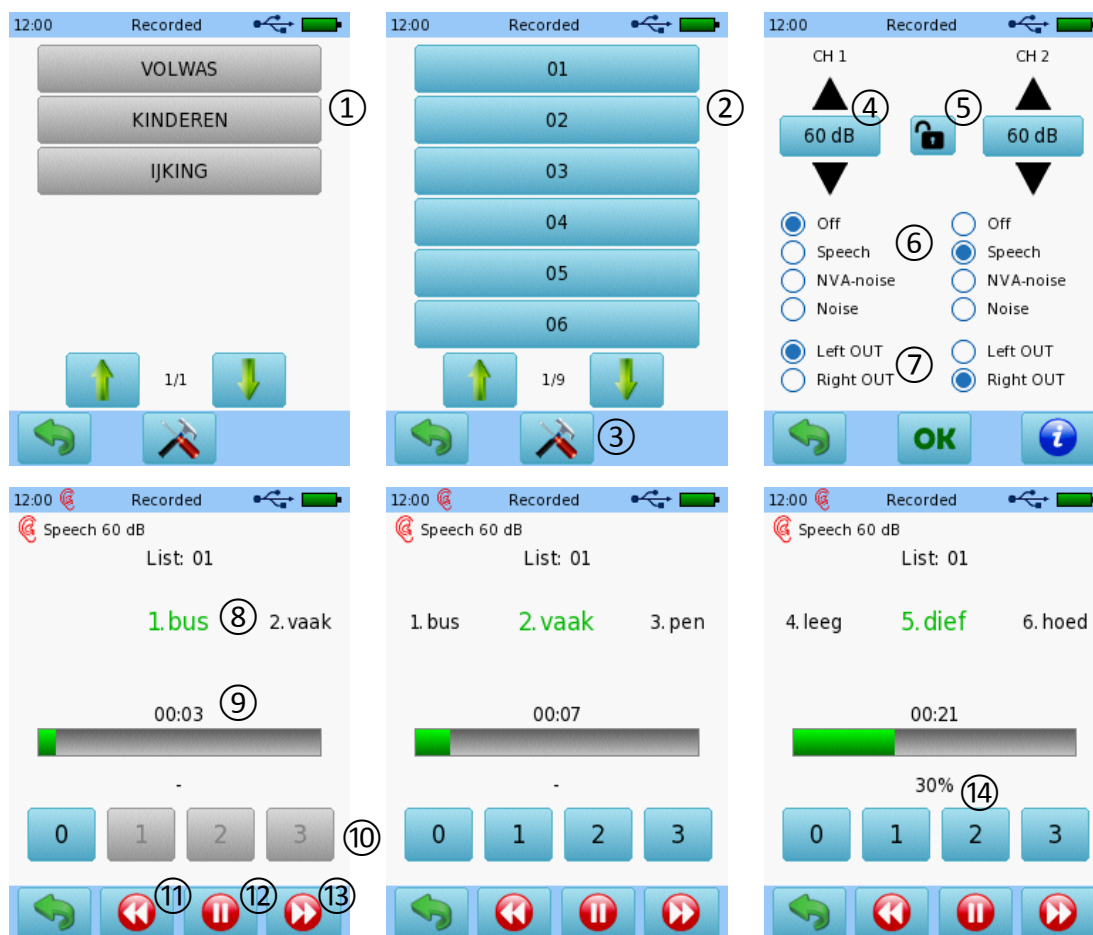 12:00 Recorded
VOLWAS
KINDEREN
IJKING
①
1/1
12:00 Recorded
01
02
03
04
05
06
②
1/9
③
12:00 Recorded
CH 1 CH 2
④ ⑤
60 dB 60 dB
Off Off
⑥
Speech Speech
NVA-noise NVA-noise
Noise Noise
Left OUT Left OUT
⑦
Right OUT Right OUT
OK i
12:00 Recorded
Speech 60 dB
List: 01
1. bus ⑧ 2. vaak
00:03 ⑨
-
0 1 2 3 ⑩
⑪ ⑫ ⑬
12:00 Recorded
Speech 60 dB
List: 01
1. bus 2. vaak 3. pen
00:07
-
0 1 2 3
12:00 Recorded
Speech 60 dB
List: 01
4. leeg 5. dief 6. hoed
00:21
30% ⑭
0 1 2 3